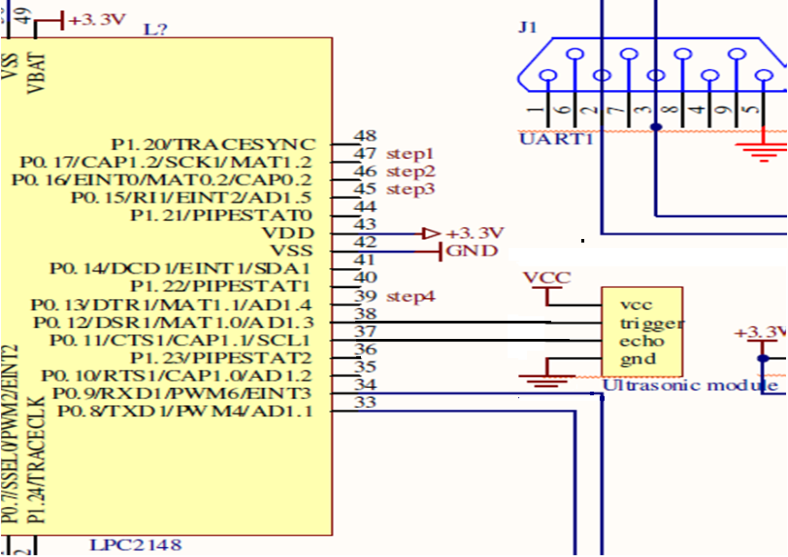 49
+3.3V
L?
VSS
VBAT
J1
1 6 2 7 3 8 4 9 5
UART1
P1.20/TRACESYNC 48
P0.17/CAP1.2/SCK1/MAT1.2 47 step1
P0.16/EINT0/MAT0.2/CAP0.2 46 step2
P0.15/RI1/EINT2/AD1.5 45 step3
P1.21/PIPESTAT0 44
VDD 43 +3.3V
VSS 42 GND
P0.14/DCD1/EINT1/SDA1 41
P1.22/PIPESTAT1 40
P0.13/DTR1/MAT1.1/AD1.4 39 step4
P0.12/DSR1/MAT1.0/AD1.3 38
P0.11/CTS1/CAP1.1/SCL1 37
P1.23/PIPESTAT2 36
P0.10/RTS1/CAP1.0/AD1.2 35
P0.9/RXD1/PWM6/EINT3 34
P0.8/TXD1/PWM4/AD1.1 33
VCC
vcc
trigger
echo
gnd
Ultrasonic module
+3.3V
P0.7/SSEL0/PWM2/EINT2
P1.24/TRACECLK
LPC2148